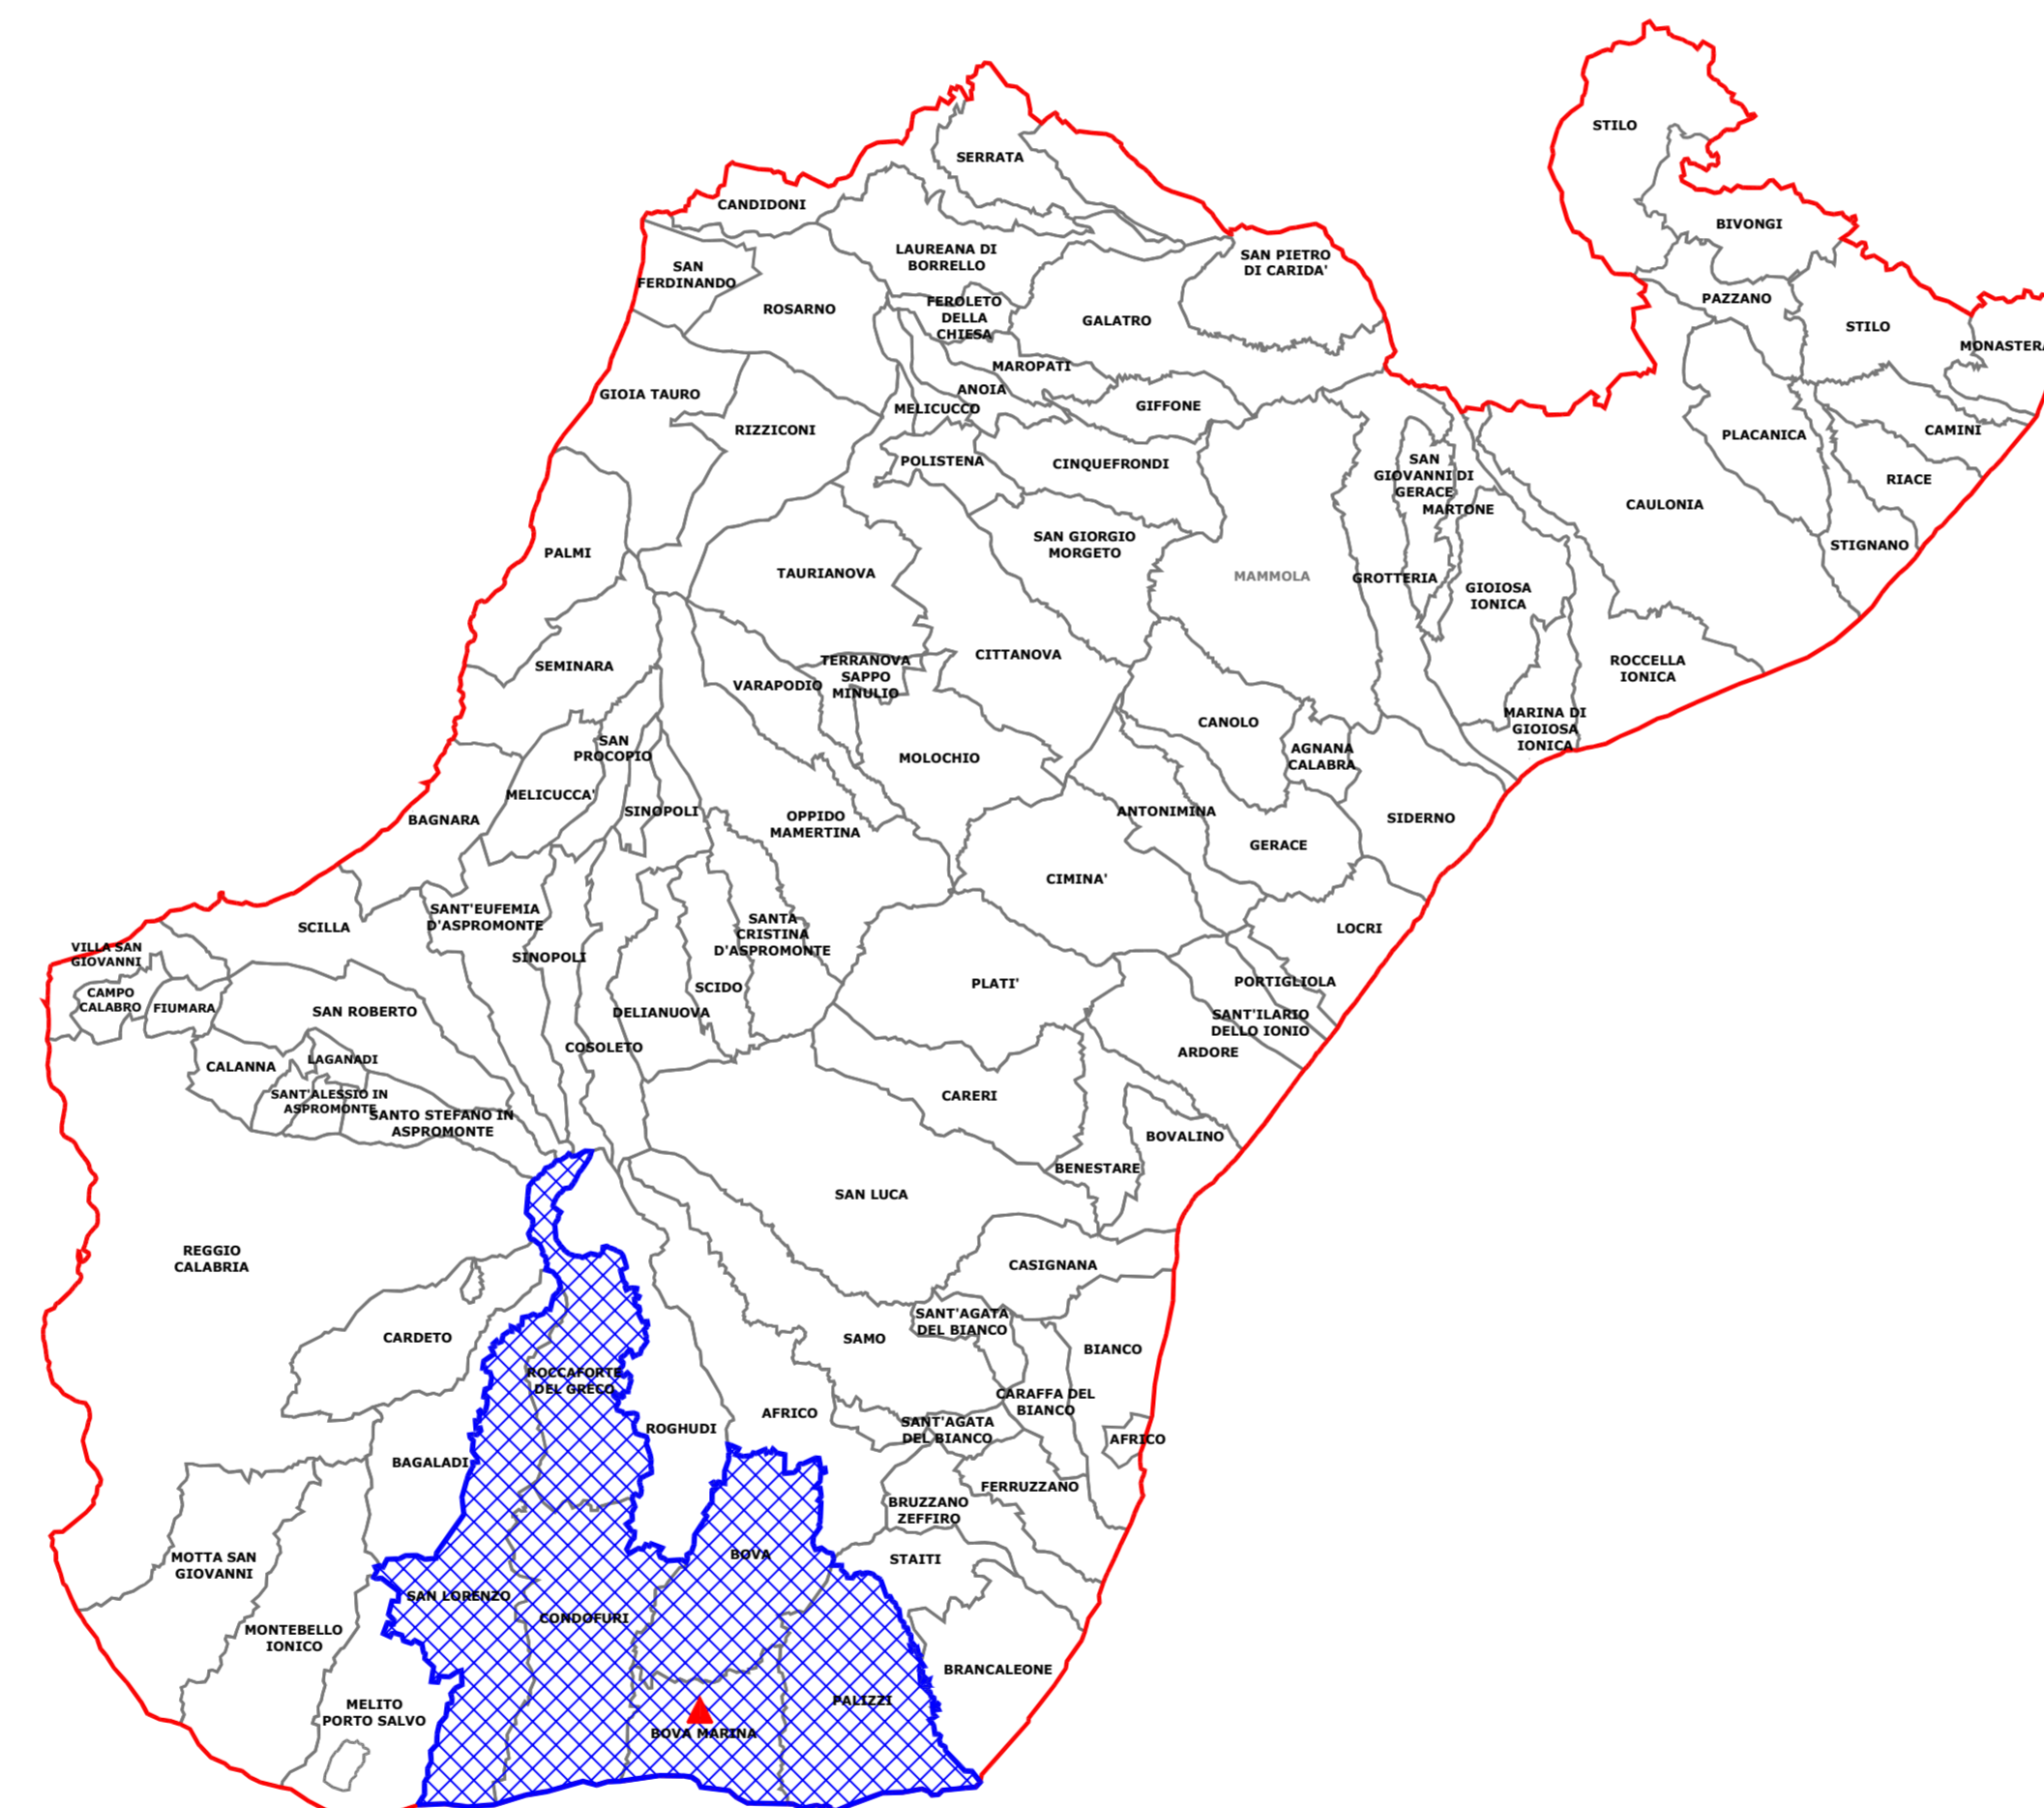 STILO
SERRATA
CANDIDONI
BIVONGI
LAUREANA DI
BORRELLO
SAN PIETRO
DI CARIDA'
SAN
FERDINANDO
PAZZANO
FEROLETO
DELLA
CHIESA
ROSARNO
GALATRO
STILO
MONASTERA
MAROPATI
ANOIA
GIOIA TAURO
MELICUCCO
GIFFONE
RIZZICONI
PLACANICA
CAMINI
POLISTENA
CINQUEFRONDI
SAN
GIOVANNI DI
GERACE
RIACE
MARTONE
CAULONIA
SAN GIORGIO
MORGETO
STIGNANO
PALMI
TAURIANOVA
MAMMOLA
GROTTERIA
GIOIOSA
IONICA
CITTANOVA
SEMINARA
TERRANOVA
SAPPO
MINULIO
VARAPODIO
ROCCELLA
IONICA
MARINA DI
GIOIOSA
IONICA
CANOLO
SAN
PROCOPIO
AGNANA
CALABRA
MOLOCHIO
MELICUCCA'
SINOPOLI
ANTONIMINA
BAGNARA
OPPIDO
MAMERTINA
SIDERNO
GERACE
CIMINA'
SANT'EUFEMIA
D'ASPROMONTE
SCILLA
SANTA
CRISTINA
D'ASPROMONTE
LOCRI
VILLA SAN
GIOVANNI
SINOPOLI
PORTIGLIOLA
PLATI'
SCIDO
CAMPO
CALABRO
FIUMARA
SAN ROBERTO
DELIANUOVA
SANT'ILARIO
DELLO IONIO
COSOLETO
ARDORE
LAGANADI
CALANNA
SANT'ALESSIO IN
ASPROMONTE
CARERI
SANTO STEFANO IN
ASPROMONTE
BOVALINO
BENESTARE
SAN LUCA
REGGIO
CALABRIA
CASIGNANA
SANT'AGATA
DEL BIANCO
CARDETO
SAMO
BIANCO
ROCCAFORTE
DEL GRECO
CARAFFA DEL
BIANCO
AFRICO
ROGHUDI
SANT'AGATA
DEL BIANCO
AFRICO
BAGALADI
FERRUZZANO
BRUZZANO
ZEFFIRO
BOVA
STAITI
MOTTA SAN
GIOVANNI
SAN LORENZO
CONDOFURI
MONTEBELLO
IONICO
BRANCALEONE
MELITO
PORTO SALVO
PALIZZI
BOVA MARINA